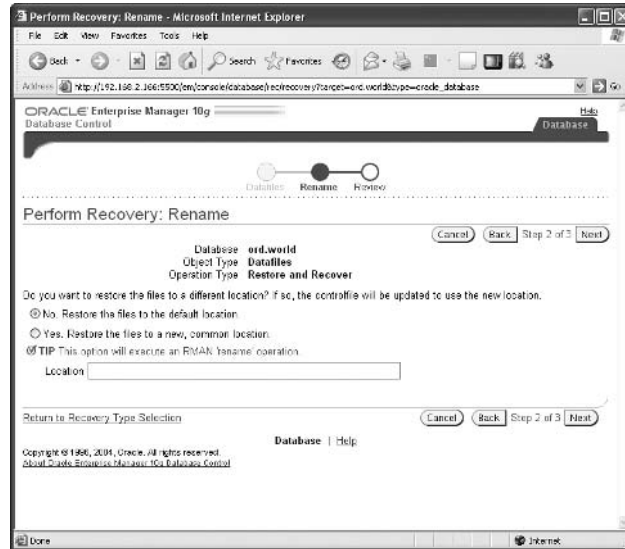 Perform Recovery: Rename - Microsoft Internet Explorer
File Edit View Favorites Tools Help
Back Search Favorites
Address http://192.168.2.166:5500/em/console/database/rec/recovery?target=ord.world&type=oracle_database Go
ORACLE Enterprise Manager 10g
Database Control
Help
Database
Datafiles Rename Review
Perform Recovery: Rename
Cancel Back Step 2 of 3 Next
Database ord.world
Object Type Datafiles
Operation Type Restore and Recover
Do you want to restore the files to a different location? If so, the controlfile will be updated to use the new location.
No. Restore the files to the default location.
Yes. Restore the files to a new, common location.
TIP This option will execute an RMAN 'rename' operation.
Location
Return to Recovery Type Selection
Cancel Back Step 2 of 3 Next
Database | Help
Copyright © 1996, 2004, Oracle. All rights reserved.
About Oracle Enterprise Manager 10g Database Control
Done Internet